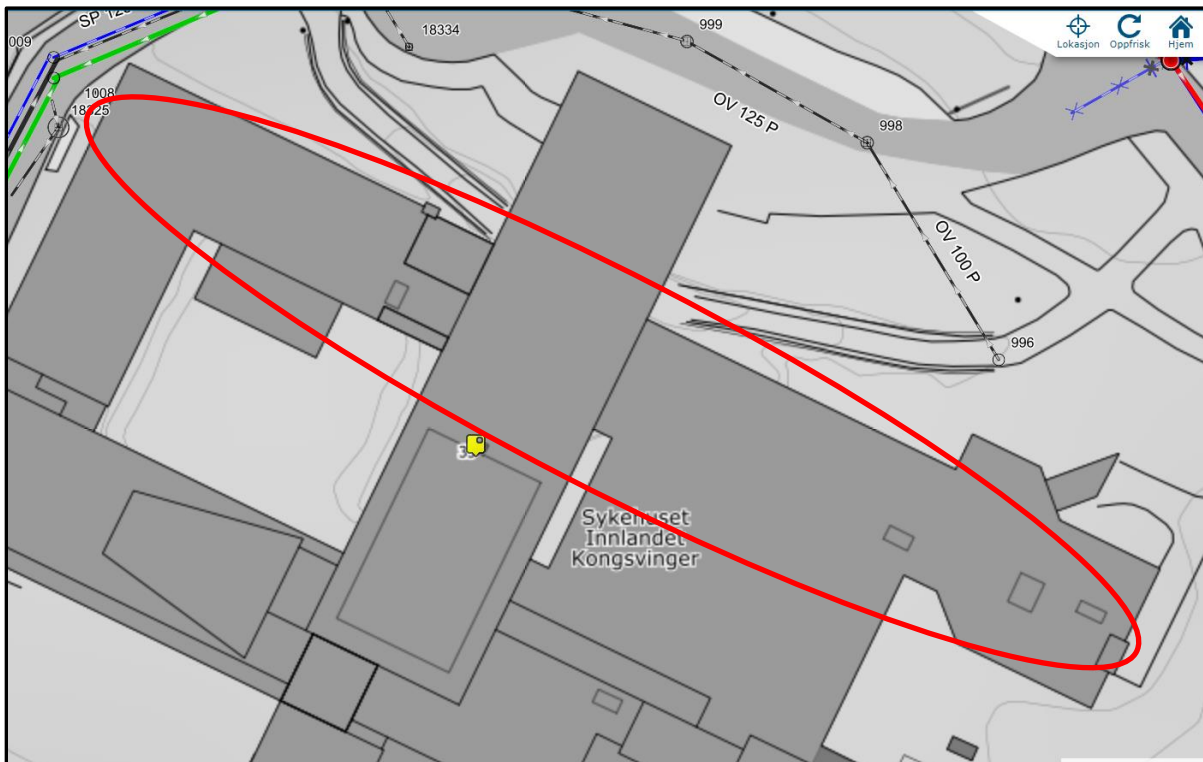 SP 12
009
18334
999
Lokasjon Oppfrisk Hjem
1008
18325
OV 125 P
998
OV 100 P
996
Sykehuset
Innlandet
Kongsvinger